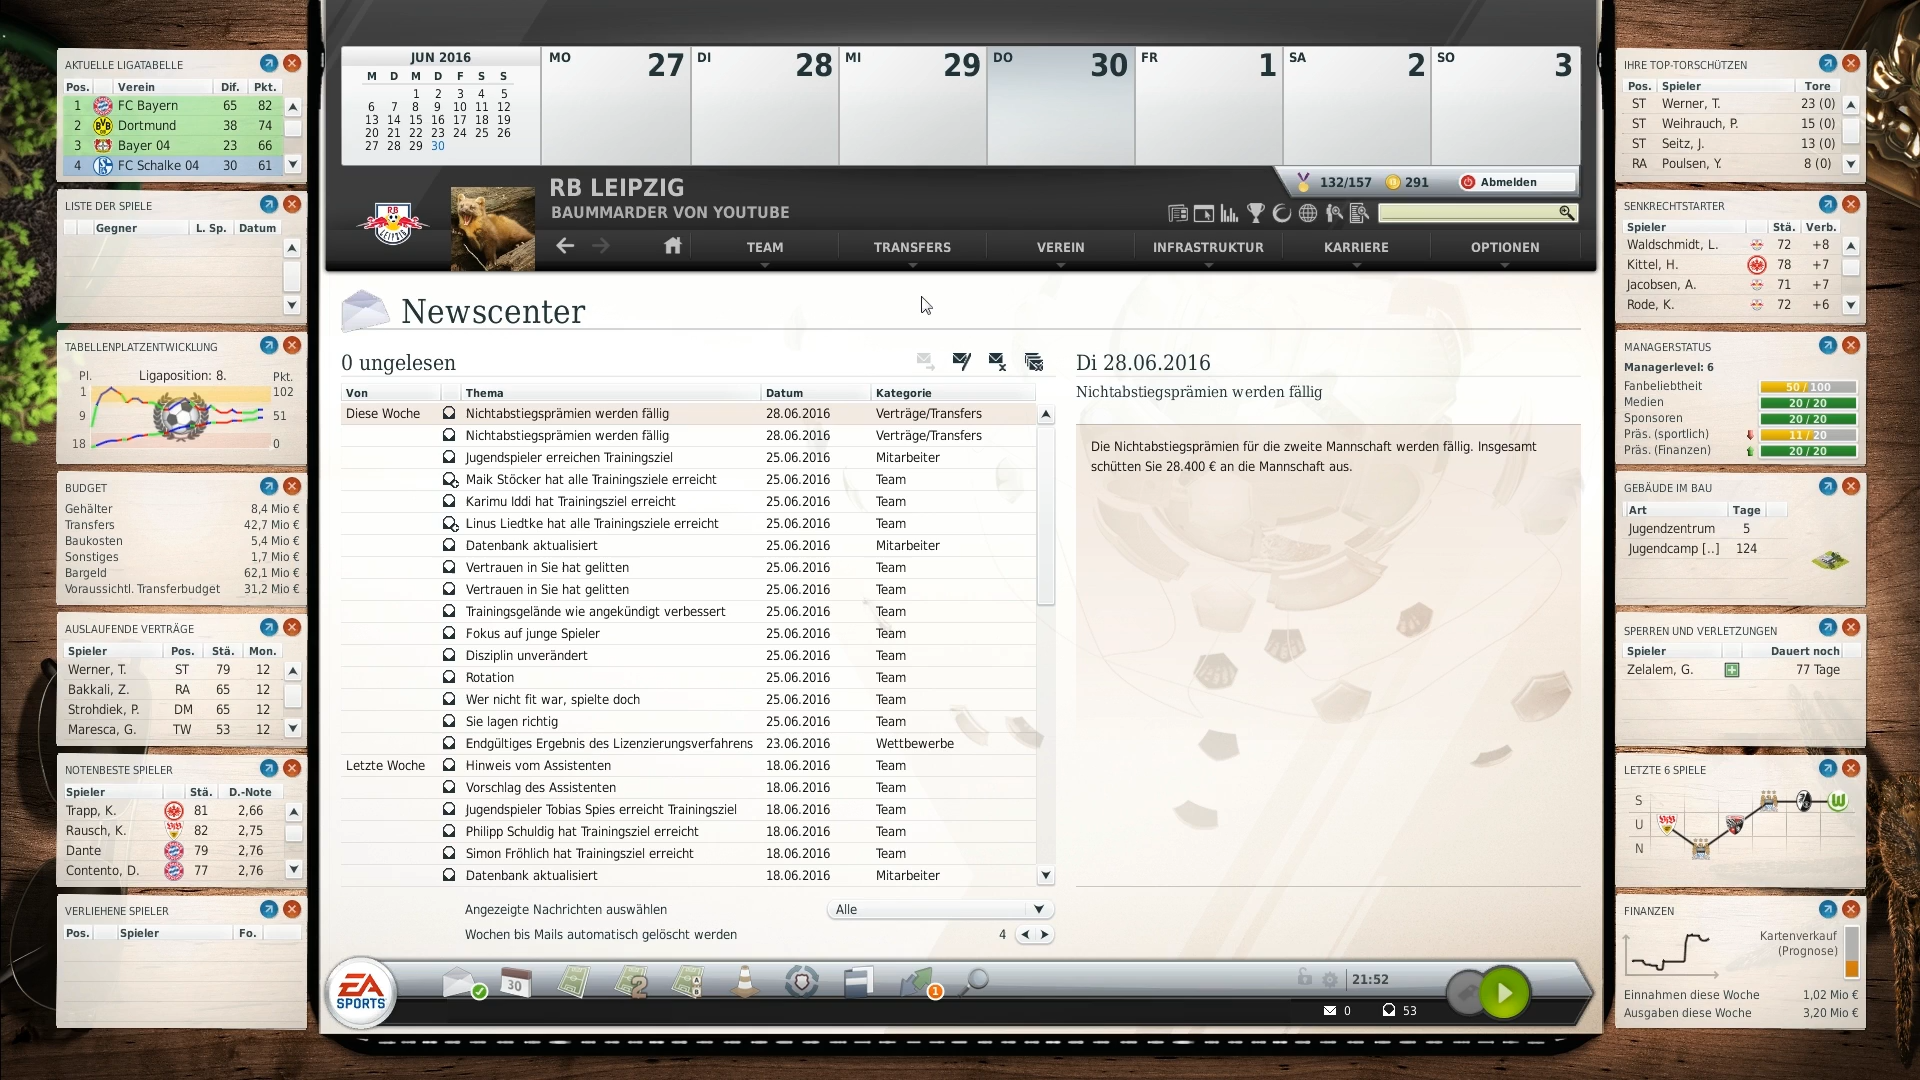 AKTUELLE LIGATABELLE
Pos. Verein Dif. Pkt.
1 FC Bayern 65 82
2 Dortmund 38 74
3 Bayer 04 23 66
4 FC Schalke 04 30 61
LISTE DER SPIELE
Gegner L. Sp. Datum
TABELLENPLATZENTWICKLUNG
Pl. Ligaposition: 8. Pkt.
1 102
9 51
18 0
BUDGET
Gehälter 8,4 Mio €
Transfers 42,7 Mio €
Baukosten 5,4 Mio €
Sonstiges 1,7 Mio €
Bargeld 62,1 Mio €
Voraussichtl. Transferbudget 31,2 Mio €
AUSLAUFENDE VERTRÄGE
Spieler Pos. Stä. Mon.
Werner, T. ST 79 12
Bakkali, Z. RA 65 12
Strohdiek, P. DM 65 12
Maresca, G. TW 53 12
NOTENBESTE SPIELER
Spieler Stä. D.-Note
Trapp, K. 81 2,66
Rausch, K. 82 2,75
Dante 79 2,76
Contento, D. 77 2,76
VERLIEHENE SPIELER
Pos. Spieler Fo.
JUN 2016
M D M D F S S
1 2 3 4 5
6 7 8 9 10 11 12
13 14 15 16 17 18 19
20 21 22 23 24 25 26
27 28 29 30
MO 27 DI 28 MI 29 DO 30 FR 1 SA 2 SO 3
132/157 291 Abmelden
RB LEIPZIG
BAUMMARDER VON YOUTUBE
RB
LEIPZIG
TEAM TRANSFERS VEREIN INFRASTRUKTUR KARRIERE OPTIONEN
Newscenter
0 ungelesen
Von Thema Datum Kategorie
Diese Woche Nichtabstiegsprämien werden fällig 28.06.2016 Verträge/Transfers
Nichtabstiegsprämien werden fällig 28.06.2016 Verträge/Transfers
Jugendspieler erreichen Trainingsziel 25.06.2016 Mitarbeiter
Maik Stöcker hat alle Trainingsziele erreicht 25.06.2016 Team
Karimu Iddi hat Trainingsziel erreicht 25.06.2016 Team
Linus Liedtke hat alle Trainingsziele erreicht 25.06.2016 Team
Datenbank aktualisiert 25.06.2016 Mitarbeiter
Vertrauen in Sie hat gelitten 25.06.2016 Team
Vertrauen in Sie hat gelitten 25.06.2016 Team
Trainingsgelände wie angekündigt verbessert 25.06.2016 Team
Fokus auf junge Spieler 25.06.2016 Team
Disziplin unverändert 25.06.2016 Team
Rotation 25.06.2016 Team
Wer nicht fit war, spielte doch 25.06.2016 Team
Sie lagen richtig 25.06.2016 Team
Endgültiges Ergebnis des Lizenzierungsverfahrens 23.06.2016 Wettbewerbe
Letzte Woche Hinweis vom Assistenten 18.06.2016 Team
Vorschlag des Assistenten 18.06.2016 Team
Jugendspieler Tobias Spies erreicht Trainingsziel 18.06.2016 Team
Philipp Schuldig hat Trainingsziel erreicht 18.06.2016 Team
Simon Fröhlich hat Trainingsziel erreicht 18.06.2016 Team
Datenbank aktualisiert 18.06.2016 Mitarbeiter
Angezeigte Nachrichten auswählen Alle
Wochen bis Mails automatisch gelöscht werden 4
Di 28.06.2016
Nichtabstiegsprämien werden fällig
Die Nichtabstiegsprämien für die zweite Mannschaft werden fällig. Insgesamt
schütten Sie 28.400 € an die Mannschaft aus.
EA
SPORTS
30
2
1
21:52
0 53
IHRE TOP-TORSCHÜTZEN
Pos. Spieler Tore
ST Werner, T. 23 (0)
ST Weihrauch, P. 15 (0)
ST Seitz, J. 13 (0)
RA Poulsen, Y. 8 (0)
SENKRECHTSTARTER
Spieler Stä. Verb.
Waldschmidt, L. 72 +8
Kittel, H. 78 +7
Jacobsen, A. 71 +7
Rode, K. 72 +6
MANAGERSTATUS
Managerlevel: 6
Fanbeliebtheit 50 / 100
Medien 20 / 20
Sponsoren 20 / 20
Präs. (sportlich) 11 / 20
Präs. (Finanzen) 20 / 20
GEBÄUDE IM BAU
Art Tage
Jugendzentrum 5
Jugendcamp [..] 124
SPERREN UND VERLETZUNGEN
Spieler Dauert noch
Zelalem, G. 77 Tage
LETZTE 6 SPIELE
S
U
N
FINANZEN
Kartenverkauf
(Prognose)
Einnahmen diese Woche 1,02 Mio €
Ausgaben diese Woche 3,20 Mio €